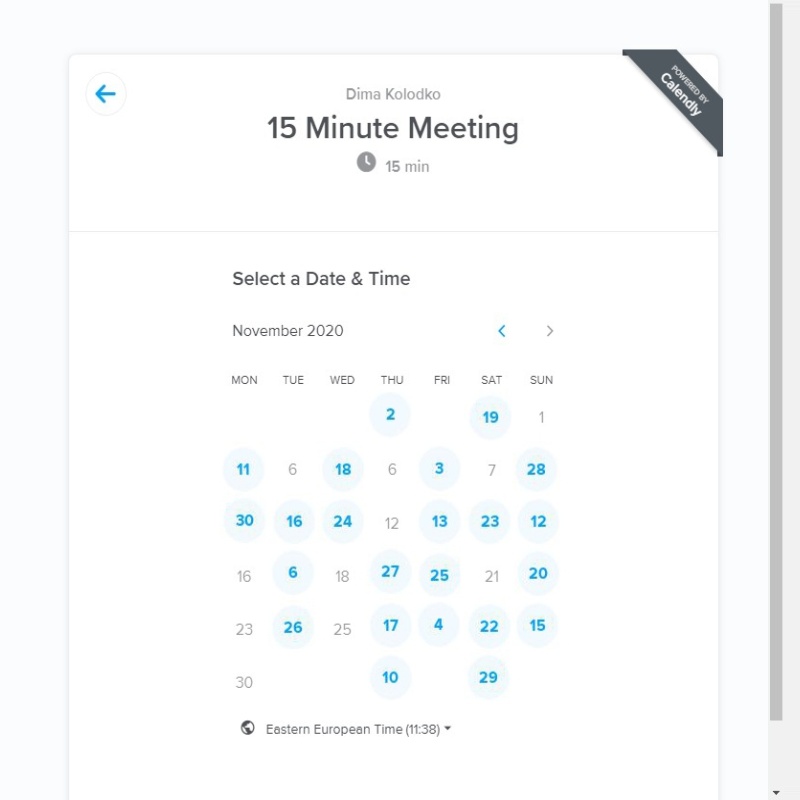 POWERED BY
Calendly
Dima Kolodko
15 Minute Meeting
15 min
Select a Date & Time
November 2020
MON TUE WED THU FRI SAT SUN
2 19 1
11 6 18 6 3 7 28
30 16 24 12 13 23 12
16 6 18 27 25 21 20
23 26 25 17 4 22 15
30 10 29
Eastern European Time (11:38)